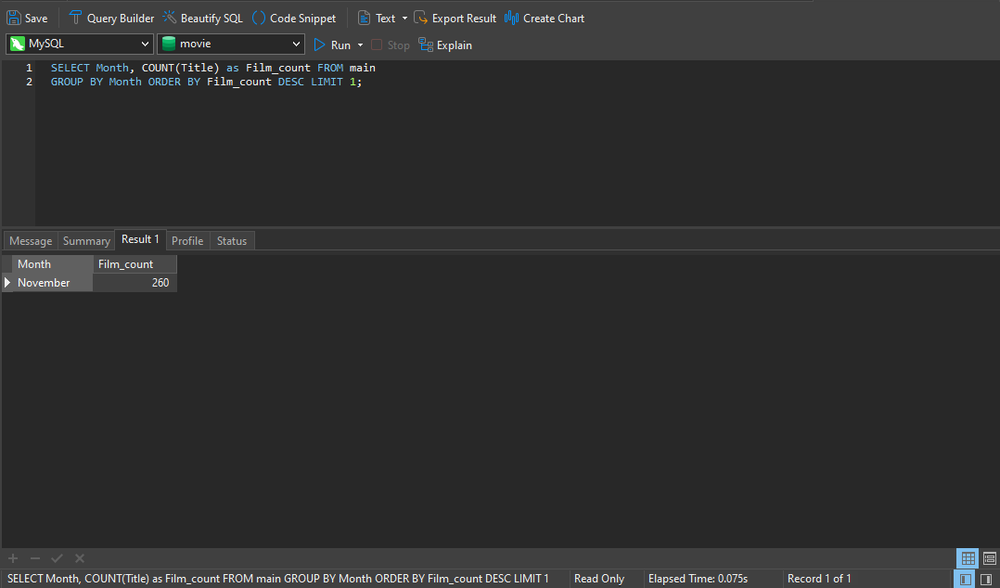 Save Query Builder Beautify SQL Code Snippet Text Export Result Create Chart
MySQL movie Run Stop Explain
1 SELECT Month, COUNT(Title) as Film_count FROM main
2 GROUP BY Month ORDER BY Film_count DESC LIMIT 1;
Message Summary Result 1 Profile Status
Month Film_count
November 260
SELECT Month, COUNT(Title) as Film_count FROM main GROUP BY Month ORDER BY Film_count DESC LIMIT 1 Read Only Elapsed Time: 0.075s Record 1 of 1